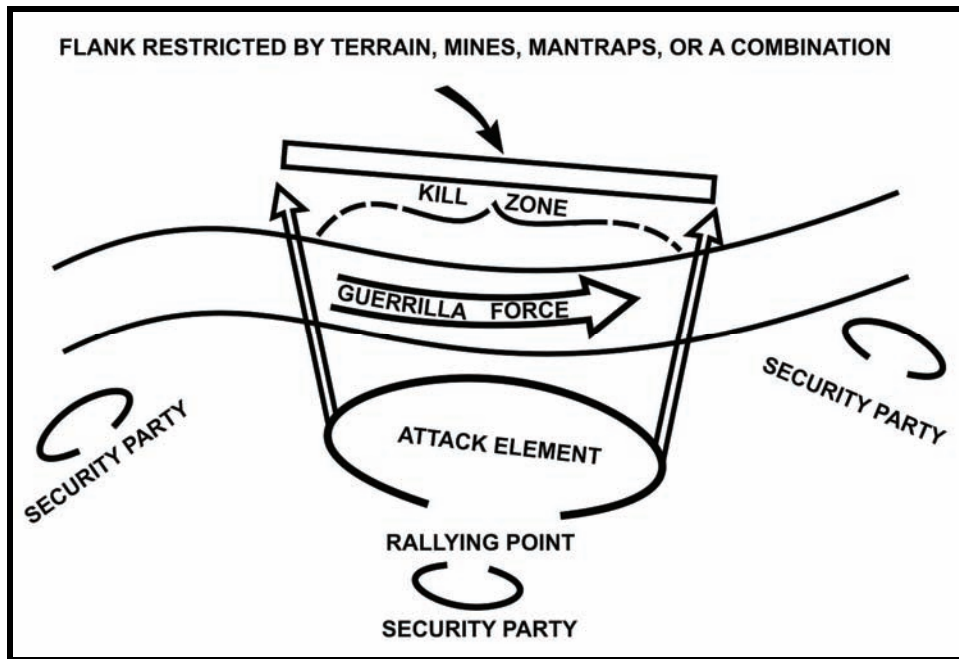 FLANK RESTRICTED BY TERRAIN, MINES, MANTRAPS, OR A COMBINATION
KILL ZONE
GUERRILLA FORCE
SECURITY PARTY
ATTACK ELEMENT
SECURITY PARTY
RALLYING POINT
SECURITY PARTY